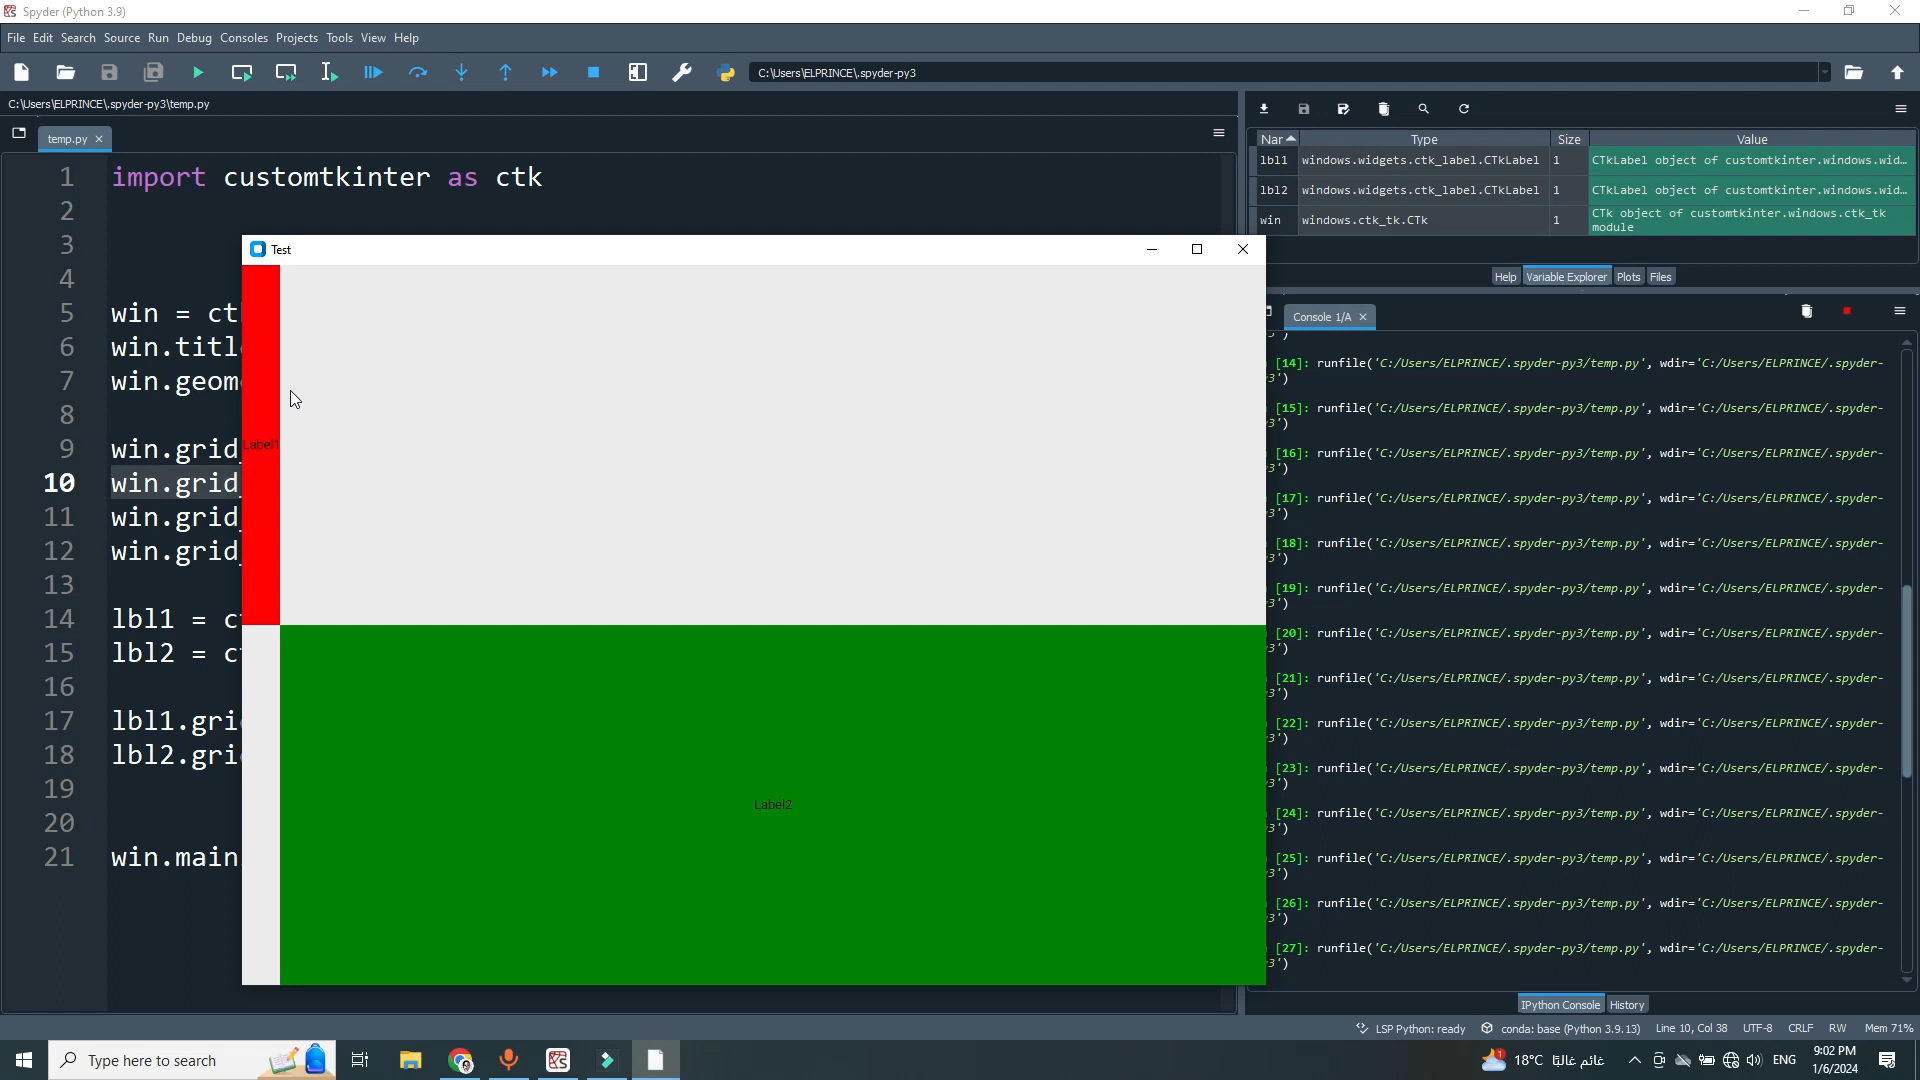 Spyder (Python 3.9)
File Edit Search Source Run Debug Consoles Projects Tools View Help
C:\Users\ELPRINCE\.spyder-py3
C:\Users\ELPRINCE\.spyder-py3\temp.py
temp.py
1 import customtkinter as ctk
2
3
4
5 win = ct
6 win.title
7 win.geom
8
9 win.grid_
10 win.grid_
11 win.grid_
12 win.grid_
13
14 lbl1 = c
15 lbl2 = c
16
17 lbl1.gri
18 lbl2.gri
19
20
21 win.main
Test
Label1
Label2
Nar Type Size Value
lbl1 windows.widgets.ctk_label.CTkLabel 1 CTkLabel object of customtkinter.windows.wid…
lbl2 windows.widgets.ctk_label.CTkLabel 1 CTkLabel object of customtkinter.windows.wid…
win windows.ctk_tk.CTk 1 CTk object of customtkinter.windows.ctk_tk
module
Help Variable Explorer Plots Files
Console 1/A
3')
[14]: runfile('C:/Users/ELPRINCE/.spyder-py3/temp.py', wdir='C:/Users/ELPRINCE/.spyder-
3')
[15]: runfile('C:/Users/ELPRINCE/.spyder-py3/temp.py', wdir='C:/Users/ELPRINCE/.spyder-
3')
[16]: runfile('C:/Users/ELPRINCE/.spyder-py3/temp.py', wdir='C:/Users/ELPRINCE/.spyder-
3')
[17]: runfile('C:/Users/ELPRINCE/.spyder-py3/temp.py', wdir='C:/Users/ELPRINCE/.spyder-
3')
[18]: runfile('C:/Users/ELPRINCE/.spyder-py3/temp.py', wdir='C:/Users/ELPRINCE/.spyder-
3')
[19]: runfile('C:/Users/ELPRINCE/.spyder-py3/temp.py', wdir='C:/Users/ELPRINCE/.spyder-
3')
[20]: runfile('C:/Users/ELPRINCE/.spyder-py3/temp.py', wdir='C:/Users/ELPRINCE/.spyder-
3')
[21]: runfile('C:/Users/ELPRINCE/.spyder-py3/temp.py', wdir='C:/Users/ELPRINCE/.spyder-
3')
[22]: runfile('C:/Users/ELPRINCE/.spyder-py3/temp.py', wdir='C:/Users/ELPRINCE/.spyder-
3')
[23]: runfile('C:/Users/ELPRINCE/.spyder-py3/temp.py', wdir='C:/Users/ELPRINCE/.spyder-
3')
[24]: runfile('C:/Users/ELPRINCE/.spyder-py3/temp.py', wdir='C:/Users/ELPRINCE/.spyder-
3')
[25]: runfile('C:/Users/ELPRINCE/.spyder-py3/temp.py', wdir='C:/Users/ELPRINCE/.spyder-
3')
[26]: runfile('C:/Users/ELPRINCE/.spyder-py3/temp.py', wdir='C:/Users/ELPRINCE/.spyder-
3')
[27]: runfile('C:/Users/ELPRINCE/.spyder-py3/temp.py', wdir='C:/Users/ELPRINCE/.spyder-
3')
IPython Console History
LSP Python: ready conda: base (Python 3.9.13) Line 10, Col 38 UTF-8 CRLF RW Mem 71%
Type here to search
1 18°C غائم غالبًا ENG 9:02 PM
1/6/2024